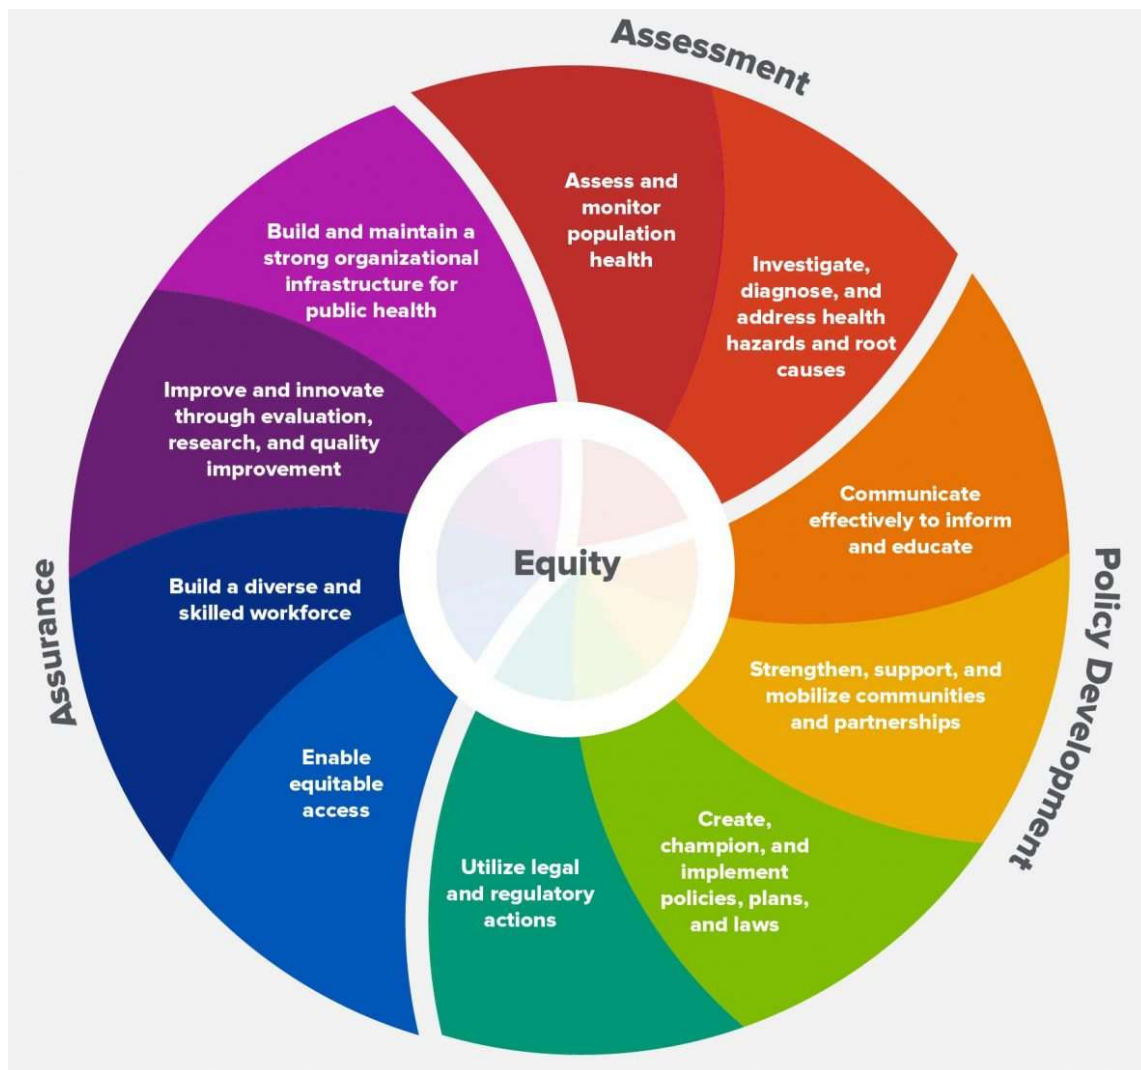 Assessment
Assess and
monitor
population
health
Investigate,
diagnose, and
address health
hazards and root
causes
Communicate
effectively to inform
and educate
Strengthen, support, and
mobilize communities
and partnerships
Create,
champion, and
implement
policies, plans,
and laws
Utilize legal
and regulatory
actions
Policy Development
Enable
equitable
access
Build a diverse and
skilled workforce
Improve and innovate
through evaluation,
research, and quality
improvement
Build and maintain a
strong organizational
infrastructure for
public health
Assurance
Equity